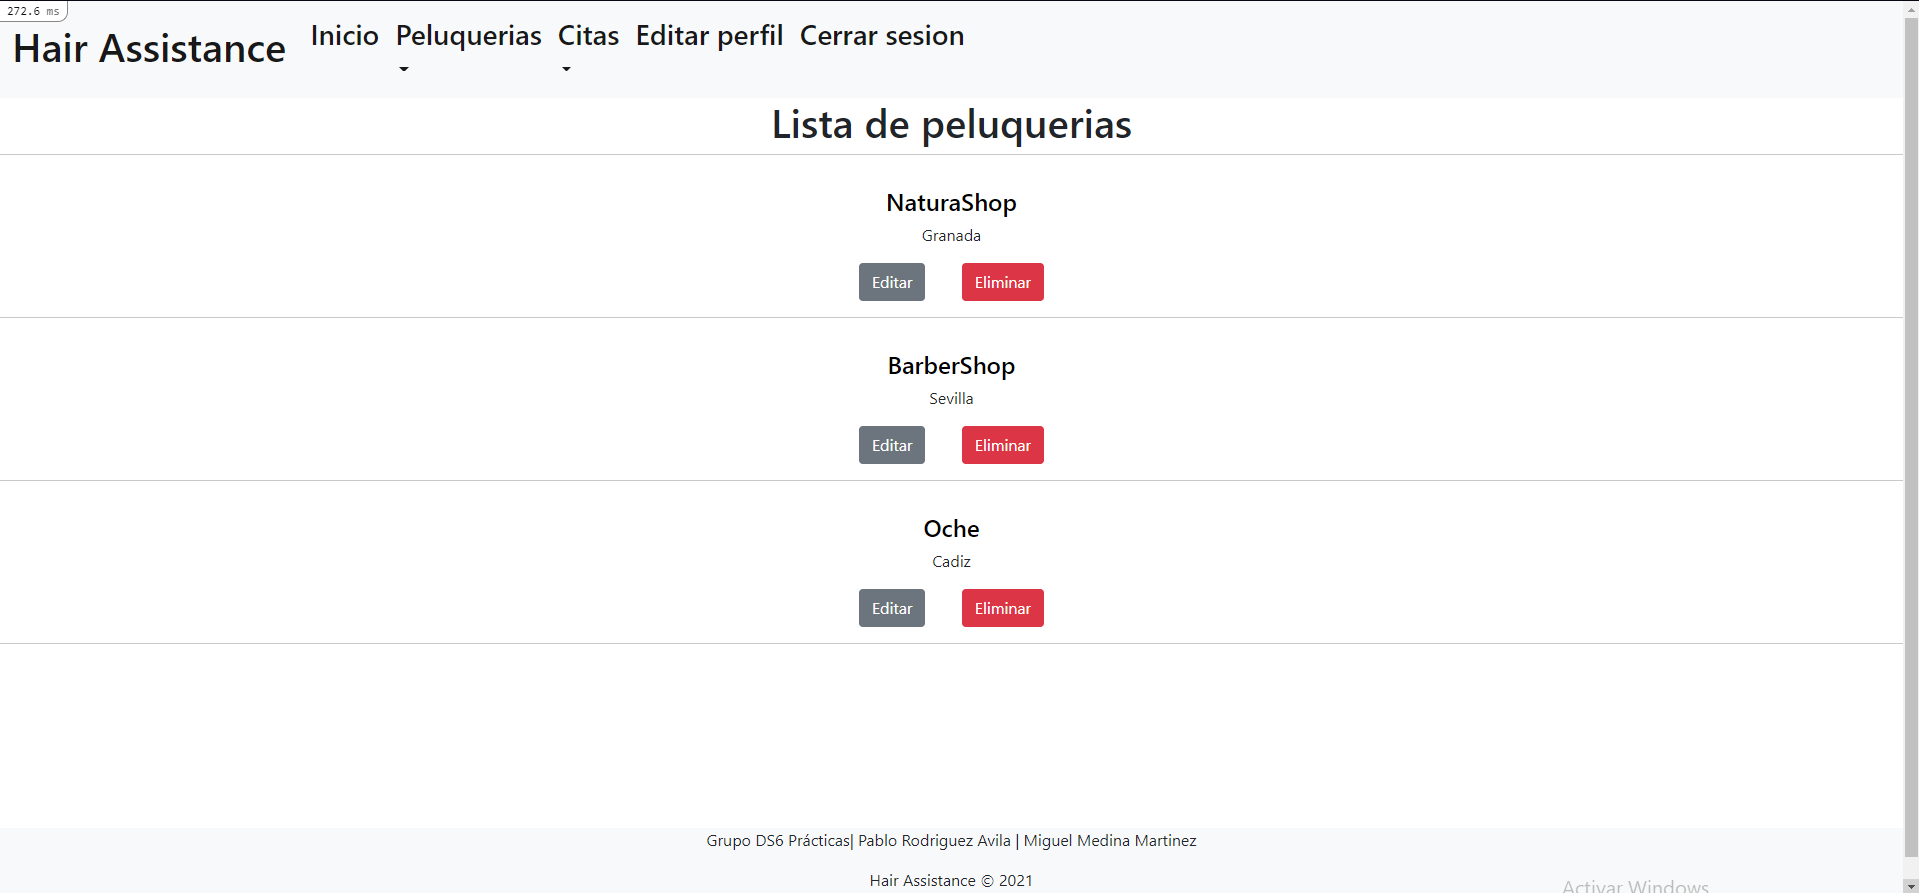 272.6 ms
Hair Assistance Inicio Peluquerias Citas Editar perfil Cerrar sesion
Lista de peluquerias
NaturaShop
Granada
Editar Eliminar
BarberShop
Sevilla
Editar Eliminar
Oche
Cadiz
Editar Eliminar
Grupo DS6 Prácticas| Pablo Rodriguez Avila | Miguel Medina Martinez
Hair Assistance © 2021
Activar Windows